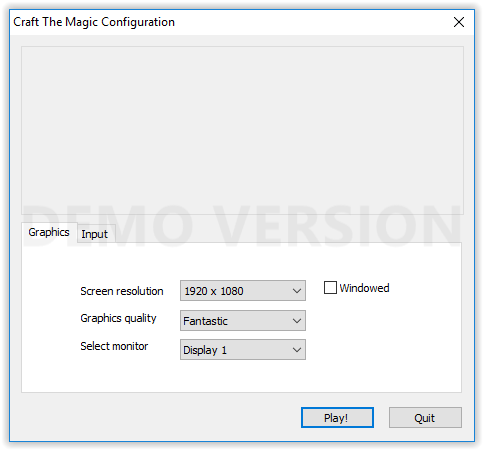 Craft The Magic Configuration
DEMO VERSION
Graphics
Input
Screen resolution
1920 x 1080
Windowed
Graphics quality
Fantastic
Select monitor
Display 1
Play!
Quit